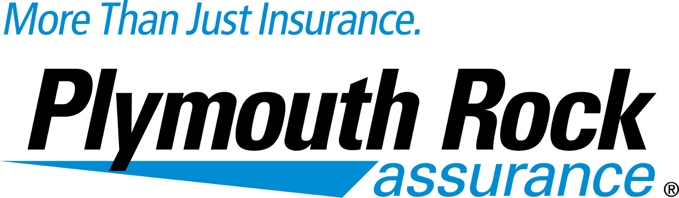 More Than Just Insurance.
Plymouth Rock
assurance ®